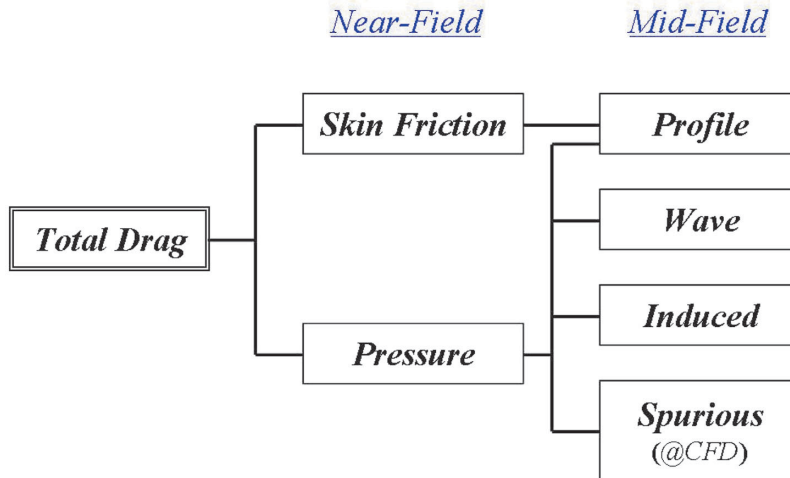 Near-Field
Mid-Field
Skin Friction
Profile
Wave
Total Drag
Induced
Pressure
Spurious
(@CFD)